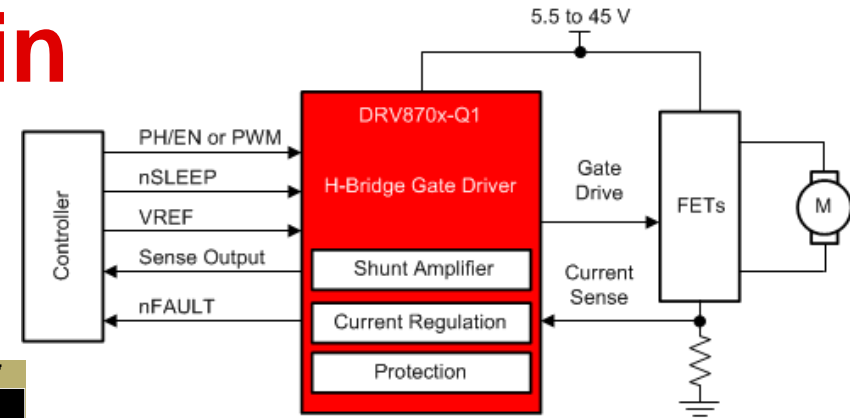 in
5.5 to 45 V
DRV870x-Q1
H-Bridge Gate Driver
Shunt Amplifier
Current Regulation
Protection
Controller
PH/EN or PWM
nSLEEP
VREF
Sense Output
nFAULT
Gate
Drive
Current
Sense
FETs
M